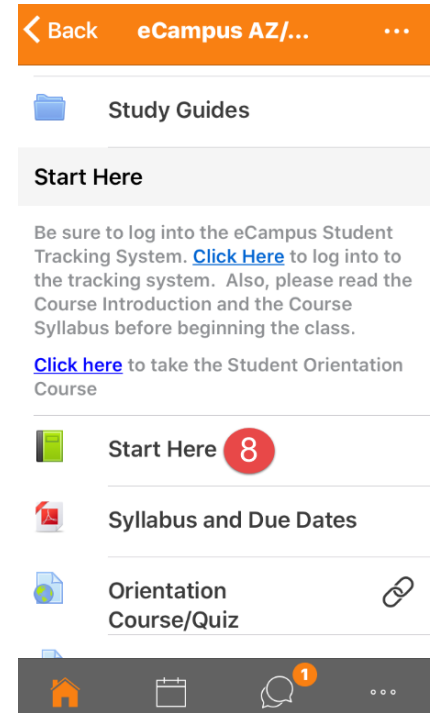 Back eCampus AZ/...
Study Guides
Start Here
Be sure to log into the eCampus Student
Tracking System. Click Here to log into to
the tracking system. Also, please read the
Course Introduction and the Course
Syllabus before beginning the class.
Click here to take the Student Orientation
Course
Start Here 8
Syllabus and Due Dates
Orientation
Course/Quiz
1